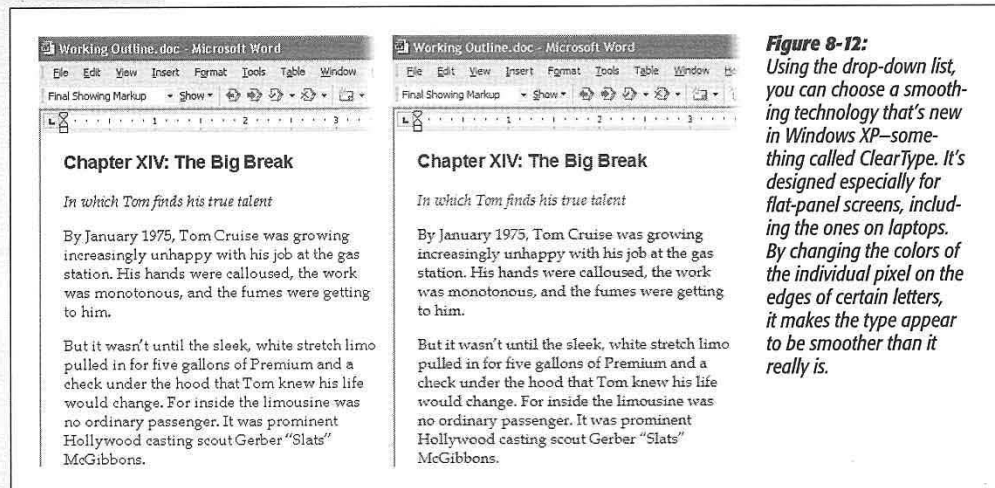 Working Outline.doc - Microsoft Word
File Edit View Insert Format Tools Table Window
Final Showing Markup Show
1 2 3
Chapter XIV: The Big Break
In which Tom finds his true talent
By January 1975, Tom Cruise was growing
increasingly unhappy with his job at the gas
station. His hands were calloused, the work
was monotonous, and the fumes were getting
to him.
But it wasn't until the sleek, white stretch limo
pulled in for five gallons of Premium and a
check under the hood that Tom knew his life
would change. For inside the limousine was
no ordinary passenger. It was prominent
Hollywood casting scout Gerber "Slats"
McGibbons.
Working Outline.doc - Microsoft Word
File Edit View Insert Format Tools Table Window
Final Showing Markup Show
1 2 3
Chapter XIV: The Big Break
In which Tom finds his true talent
By January 1975, Tom Cruise was growing
increasingly unhappy with his job at the gas
station. His hands were calloused, the work
was monotonous, and the fumes were getting
to him.
But it wasn't until the sleek, white stretch limo
pulled in for five gallons of Premium and a
check under the hood that Tom knew his life
would change. For inside the limousine was
no ordinary passenger. It was prominent
Hollywood casting scout Gerber "Slats"
McGibbons.
Figure 8-12:
Using the drop-down list,
you can choose a smooth-
ing technology that's new
in Windows XP—some-
thing called ClearType. It's
designed especially for
flat-panel screens, includ-
ing the ones on laptops.
By changing the colors of
the individual pixel on the
edges of certain letters,
it makes the type appear
to be smoother than it
really is.